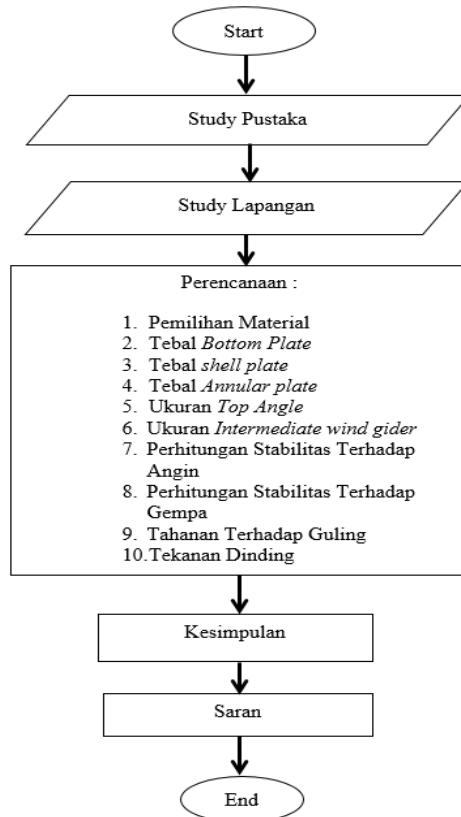 Start
Study Pustaka
Study Lapangan
Perencanaan :
1. Pemilihan Material
2. Tebal Bottom Plate
3. Tebal shell plate
4. Tebal Annular plate
5. Ukuran Top Angle
6. Ukuran Intermediate wind gider
7. Perhitungan Stabilitas Terhadap
Angin
8. Perhitungan Stabilitas Terhadap
Gempa
9. Tahanan Terhadap Guling
10.Tekanan Dinding
Kesimpulan
Saran
End